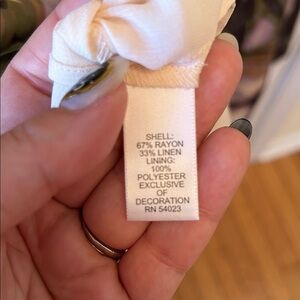 SHELL:
67% RAYON
33% LINEN
LINING:
100%
POLYESTER
EXCLUSIVE
OF
DECORATION
RN 54023